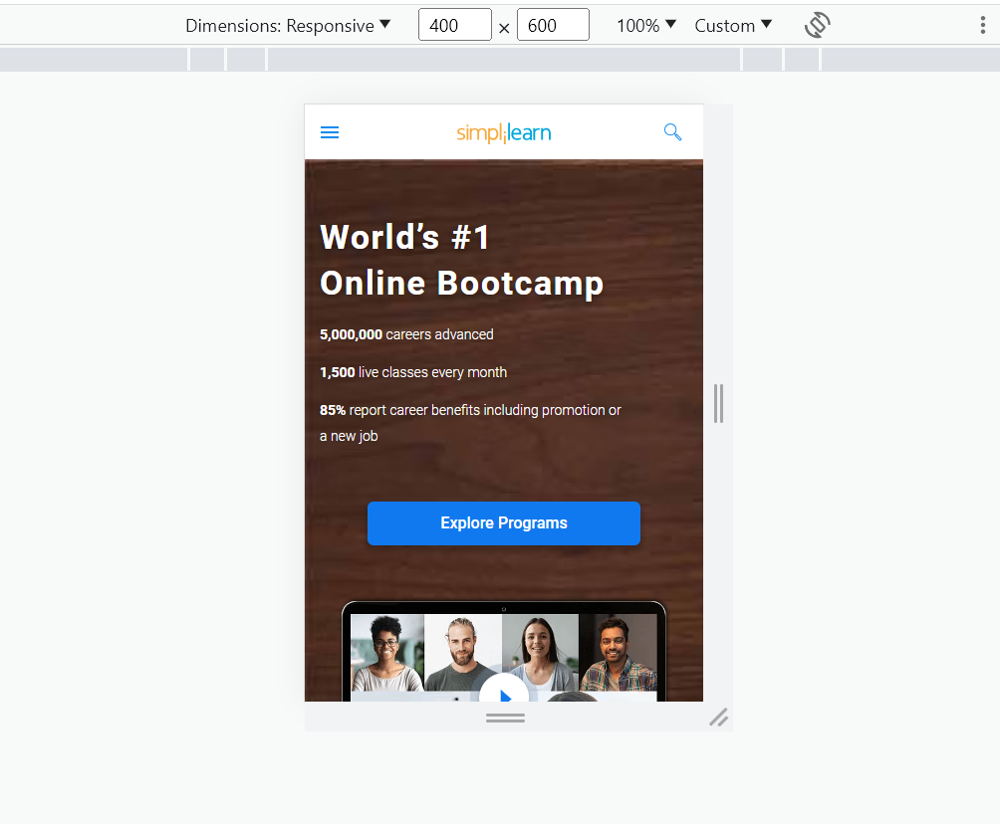 Dimensions: Responsive 400 × 600 100% Custom
simplilearn
World’s #1
Online Bootcamp
5,000,000 careers advanced
1,500 live classes every month
85% report career benefits including promotion or
a new job
Explore Programs